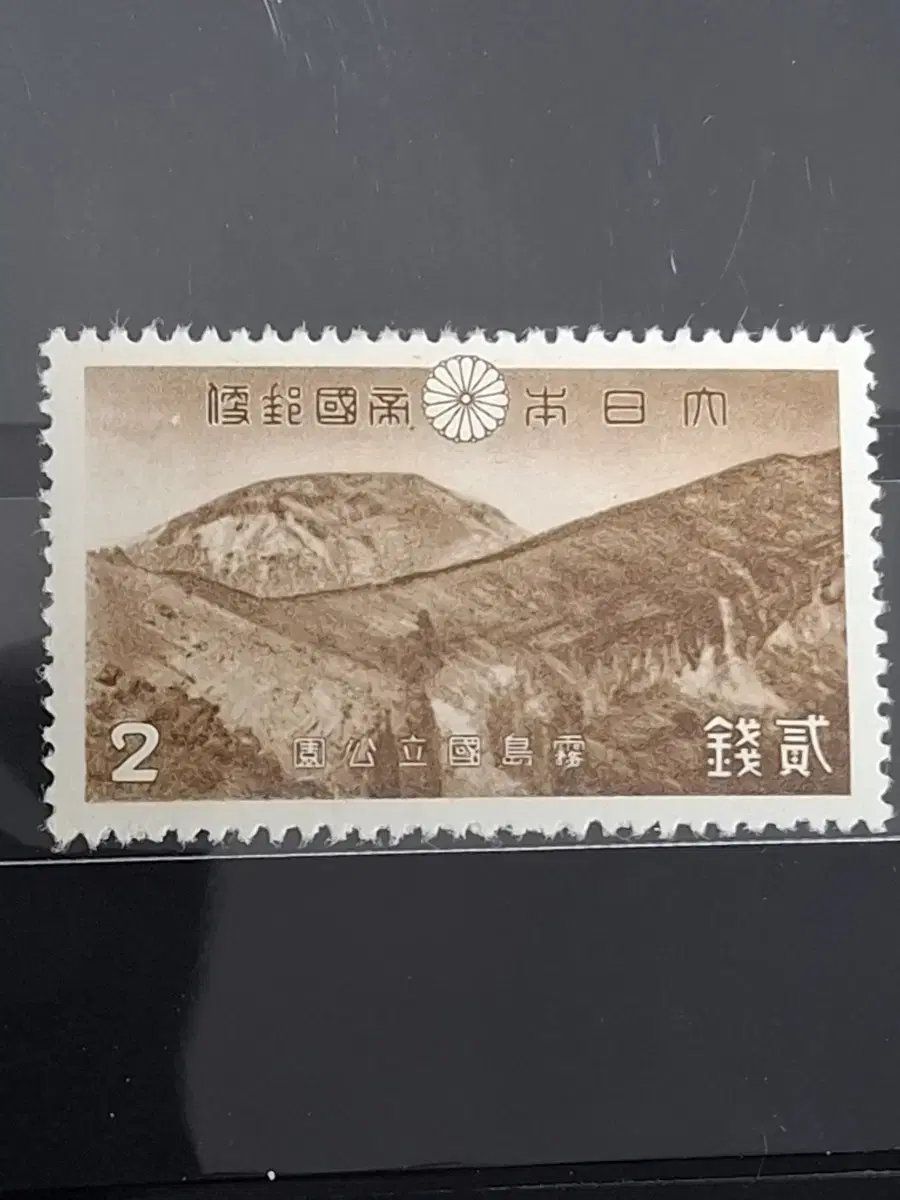 大日本帝國郵便
霧島國立公園
貳錢
2